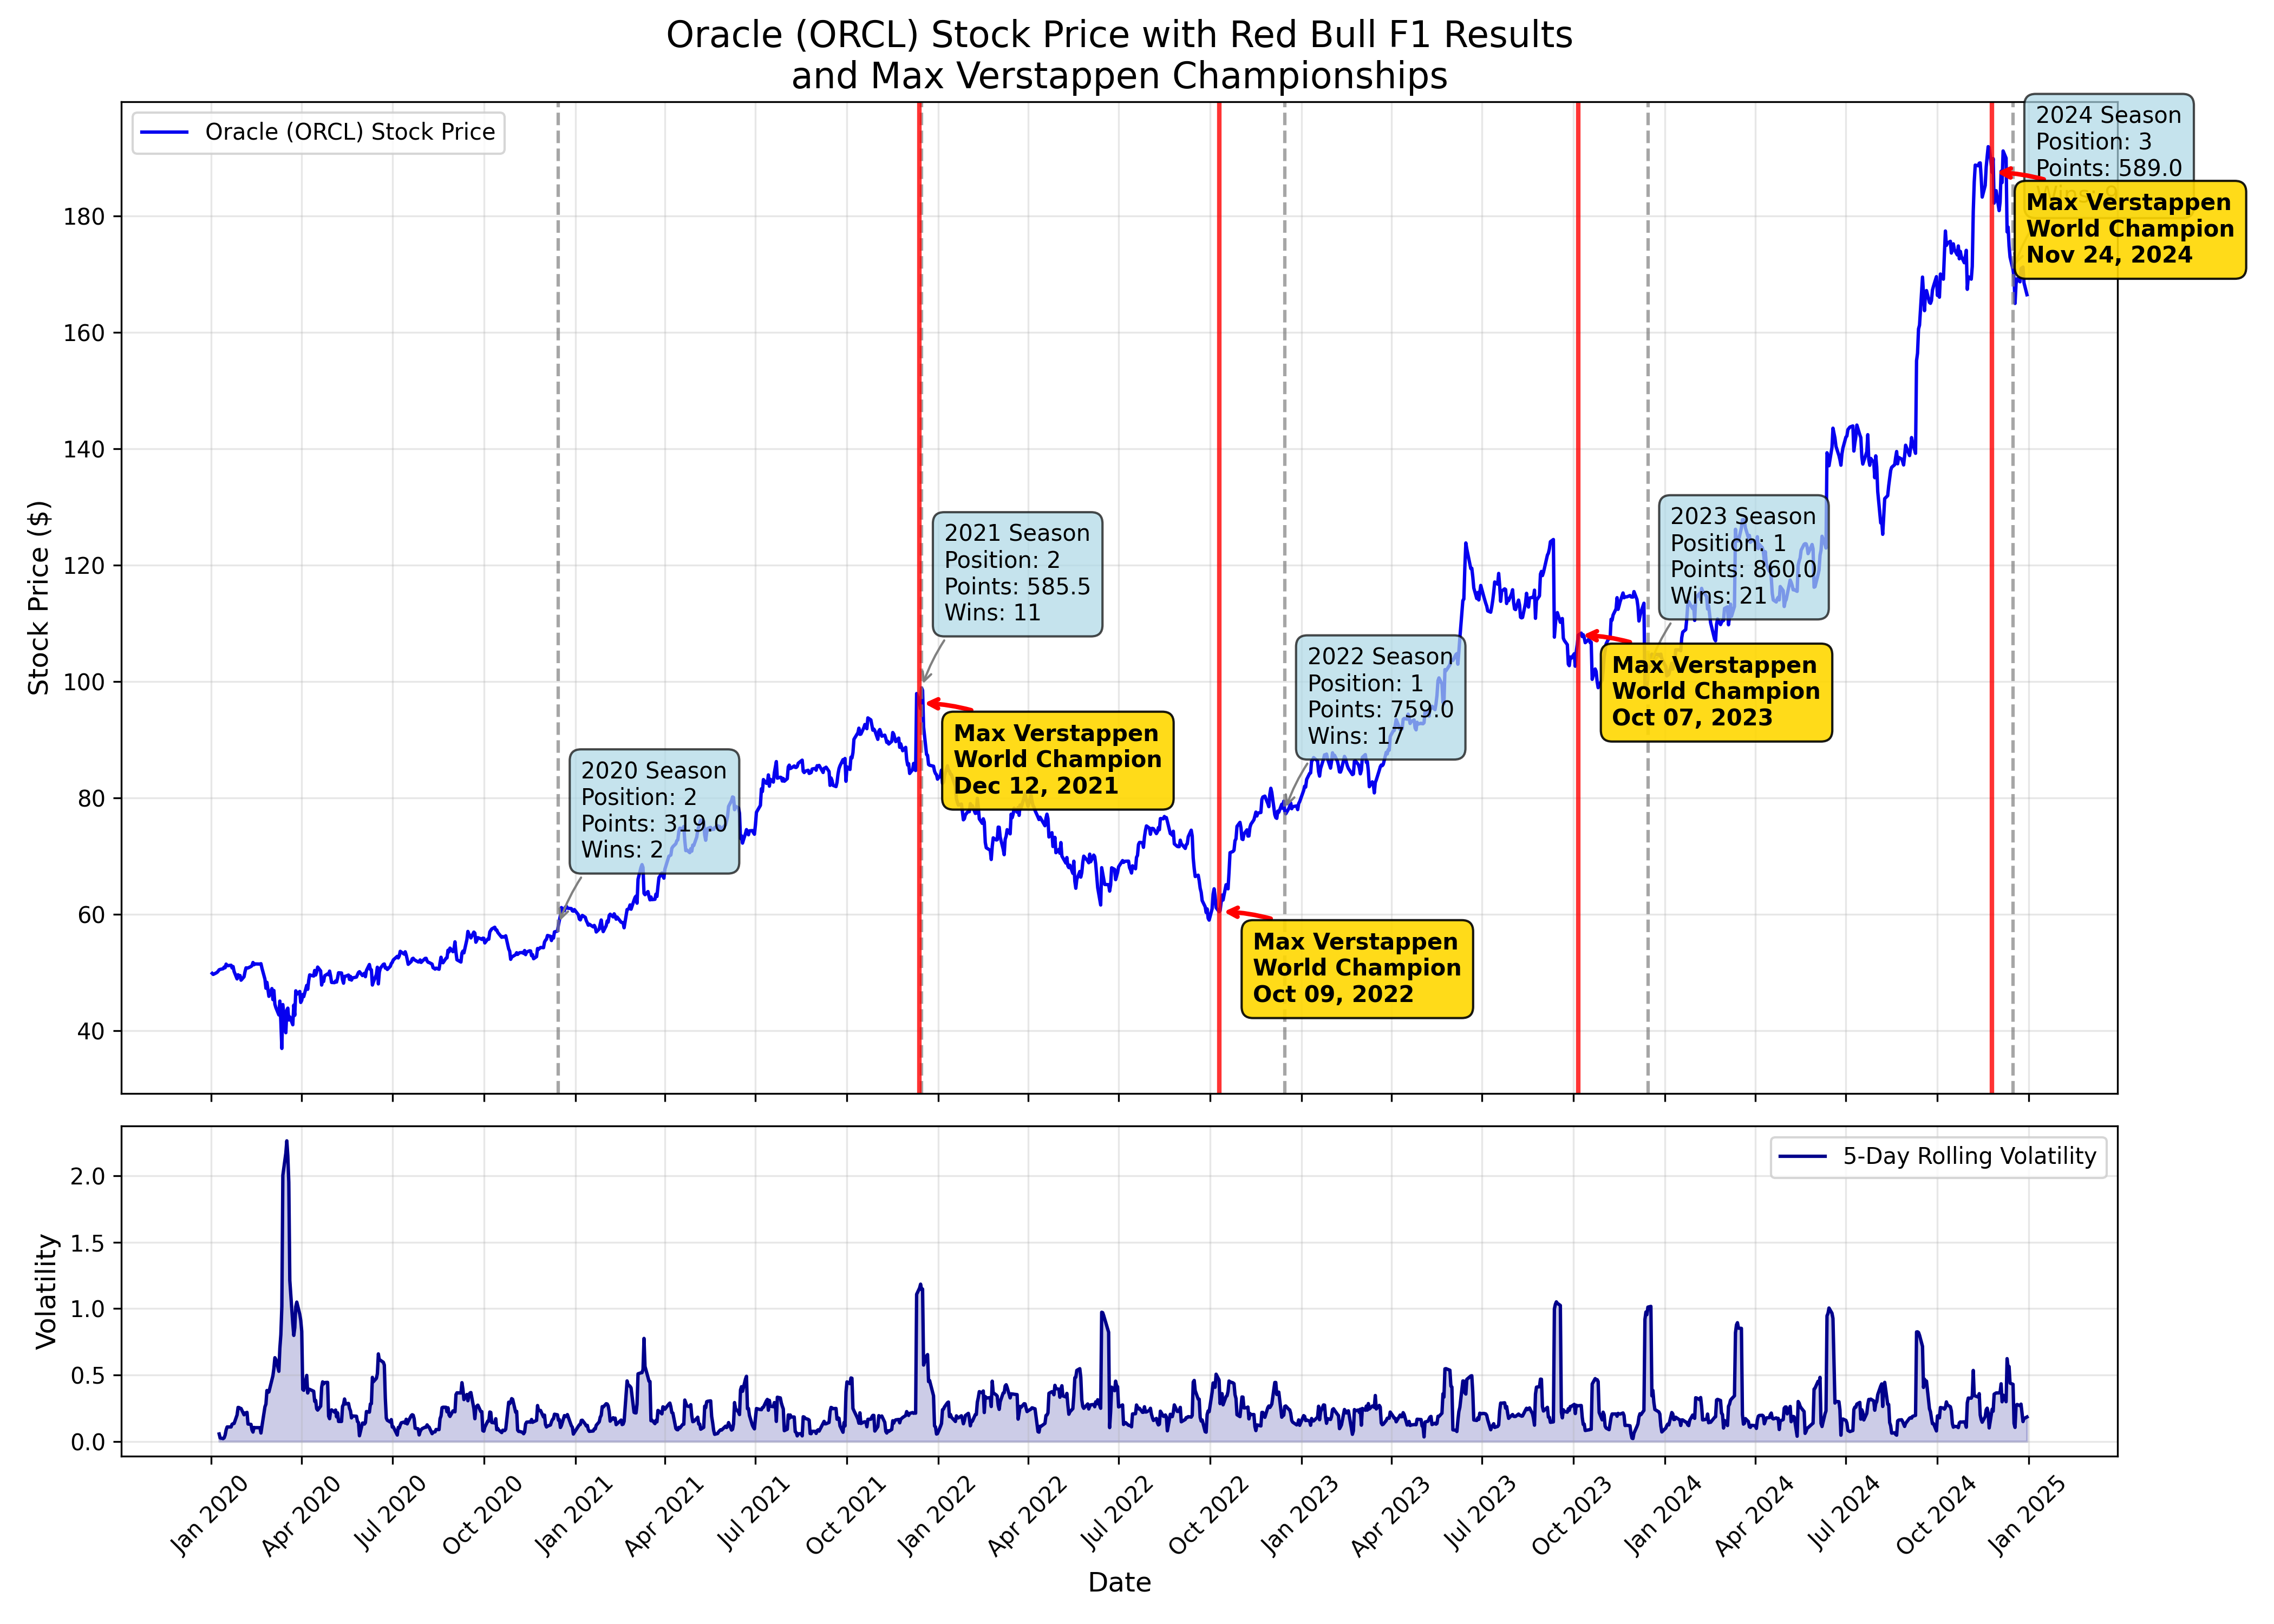 Oracle (ORCL) Stock Price with Red Bull F1 Results
and Max Verstappen Championships
Oracle (ORCL) Stock Price
Stock Price ($)
180
160
140
120
100
80
60
40
2020 Season
Position: 2
Points: 319.0
Wins: 2
2021 Season
Position: 2
Points: 585.5
Wins: 11
Max Verstappen
World Champion
Dec 12, 2021
2022 Season
Position: 1
Points: 759.0
Wins: 17
Max Verstappen
World Champion
Oct 09, 2022
2023 Season
Position: 1
Points: 860.0
Wins: 21
Max Verstappen
World Champion
Oct 07, 2023
2024 Season
Position: 3
Points: 589.0
Wins: 9
Max Verstappen
World Champion
Nov 24, 2024
5-Day Rolling Volatility
Volatility
2.0
1.5
1.0
0.5
0.0
Jan 2020
Apr 2020
Jul 2020
Oct 2020
Jan 2021
Apr 2021
Jul 2021
Oct 2021
Jan 2022
Apr 2022
Jul 2022
Oct 2022
Jan 2023
Apr 2023
Jul 2023
Oct 2023
Jan 2024
Apr 2024
Jul 2024
Oct 2024
Jan 2025
Date